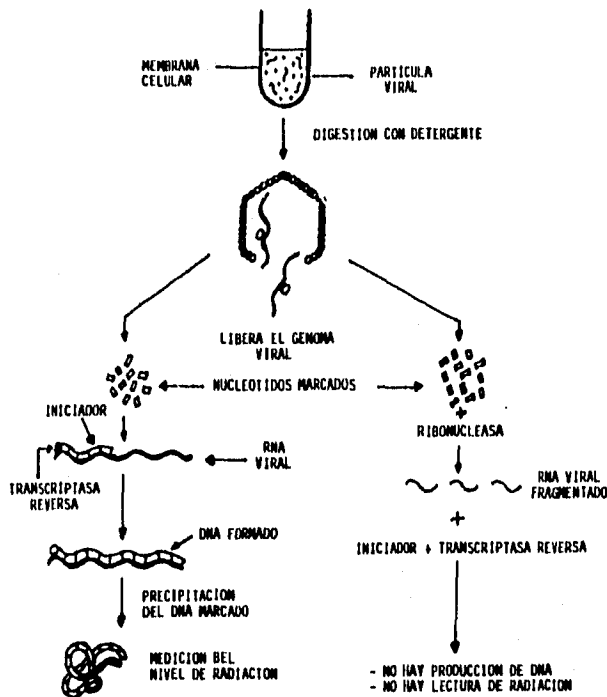 MEMBRANA
CELULAR
PARTICULA
VIRAL
DIGESTION CON DETERGENTE
LIBERA EL GENOMA
VIRAL
NUCLEOTIDOS MARCADOS
+
RIBONUCLEASA
INICIADOR
RNA
VIRAL
TRANSCRIPTASA
REVERSA
RNA VIRAL
FRAGMENTADO
+
DNA FORMADO
INICIADOR + TRANSCRIPTASA REVERSA
PRECIPITACION
DEL DNA MARCADO
MEDICION BEL
NIVEL DE RADIACION
- NO HAY PRODUCCION DE DNA
- NO HAY LECTURA DE RADIACION